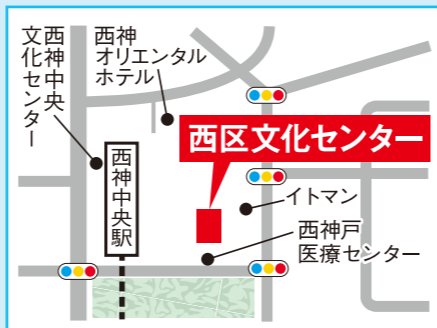 西神中央
文化センター
西神
オリエンタル
ホテル
西区文化センター
西神中央駅
イトマン
西神戸
医療センター